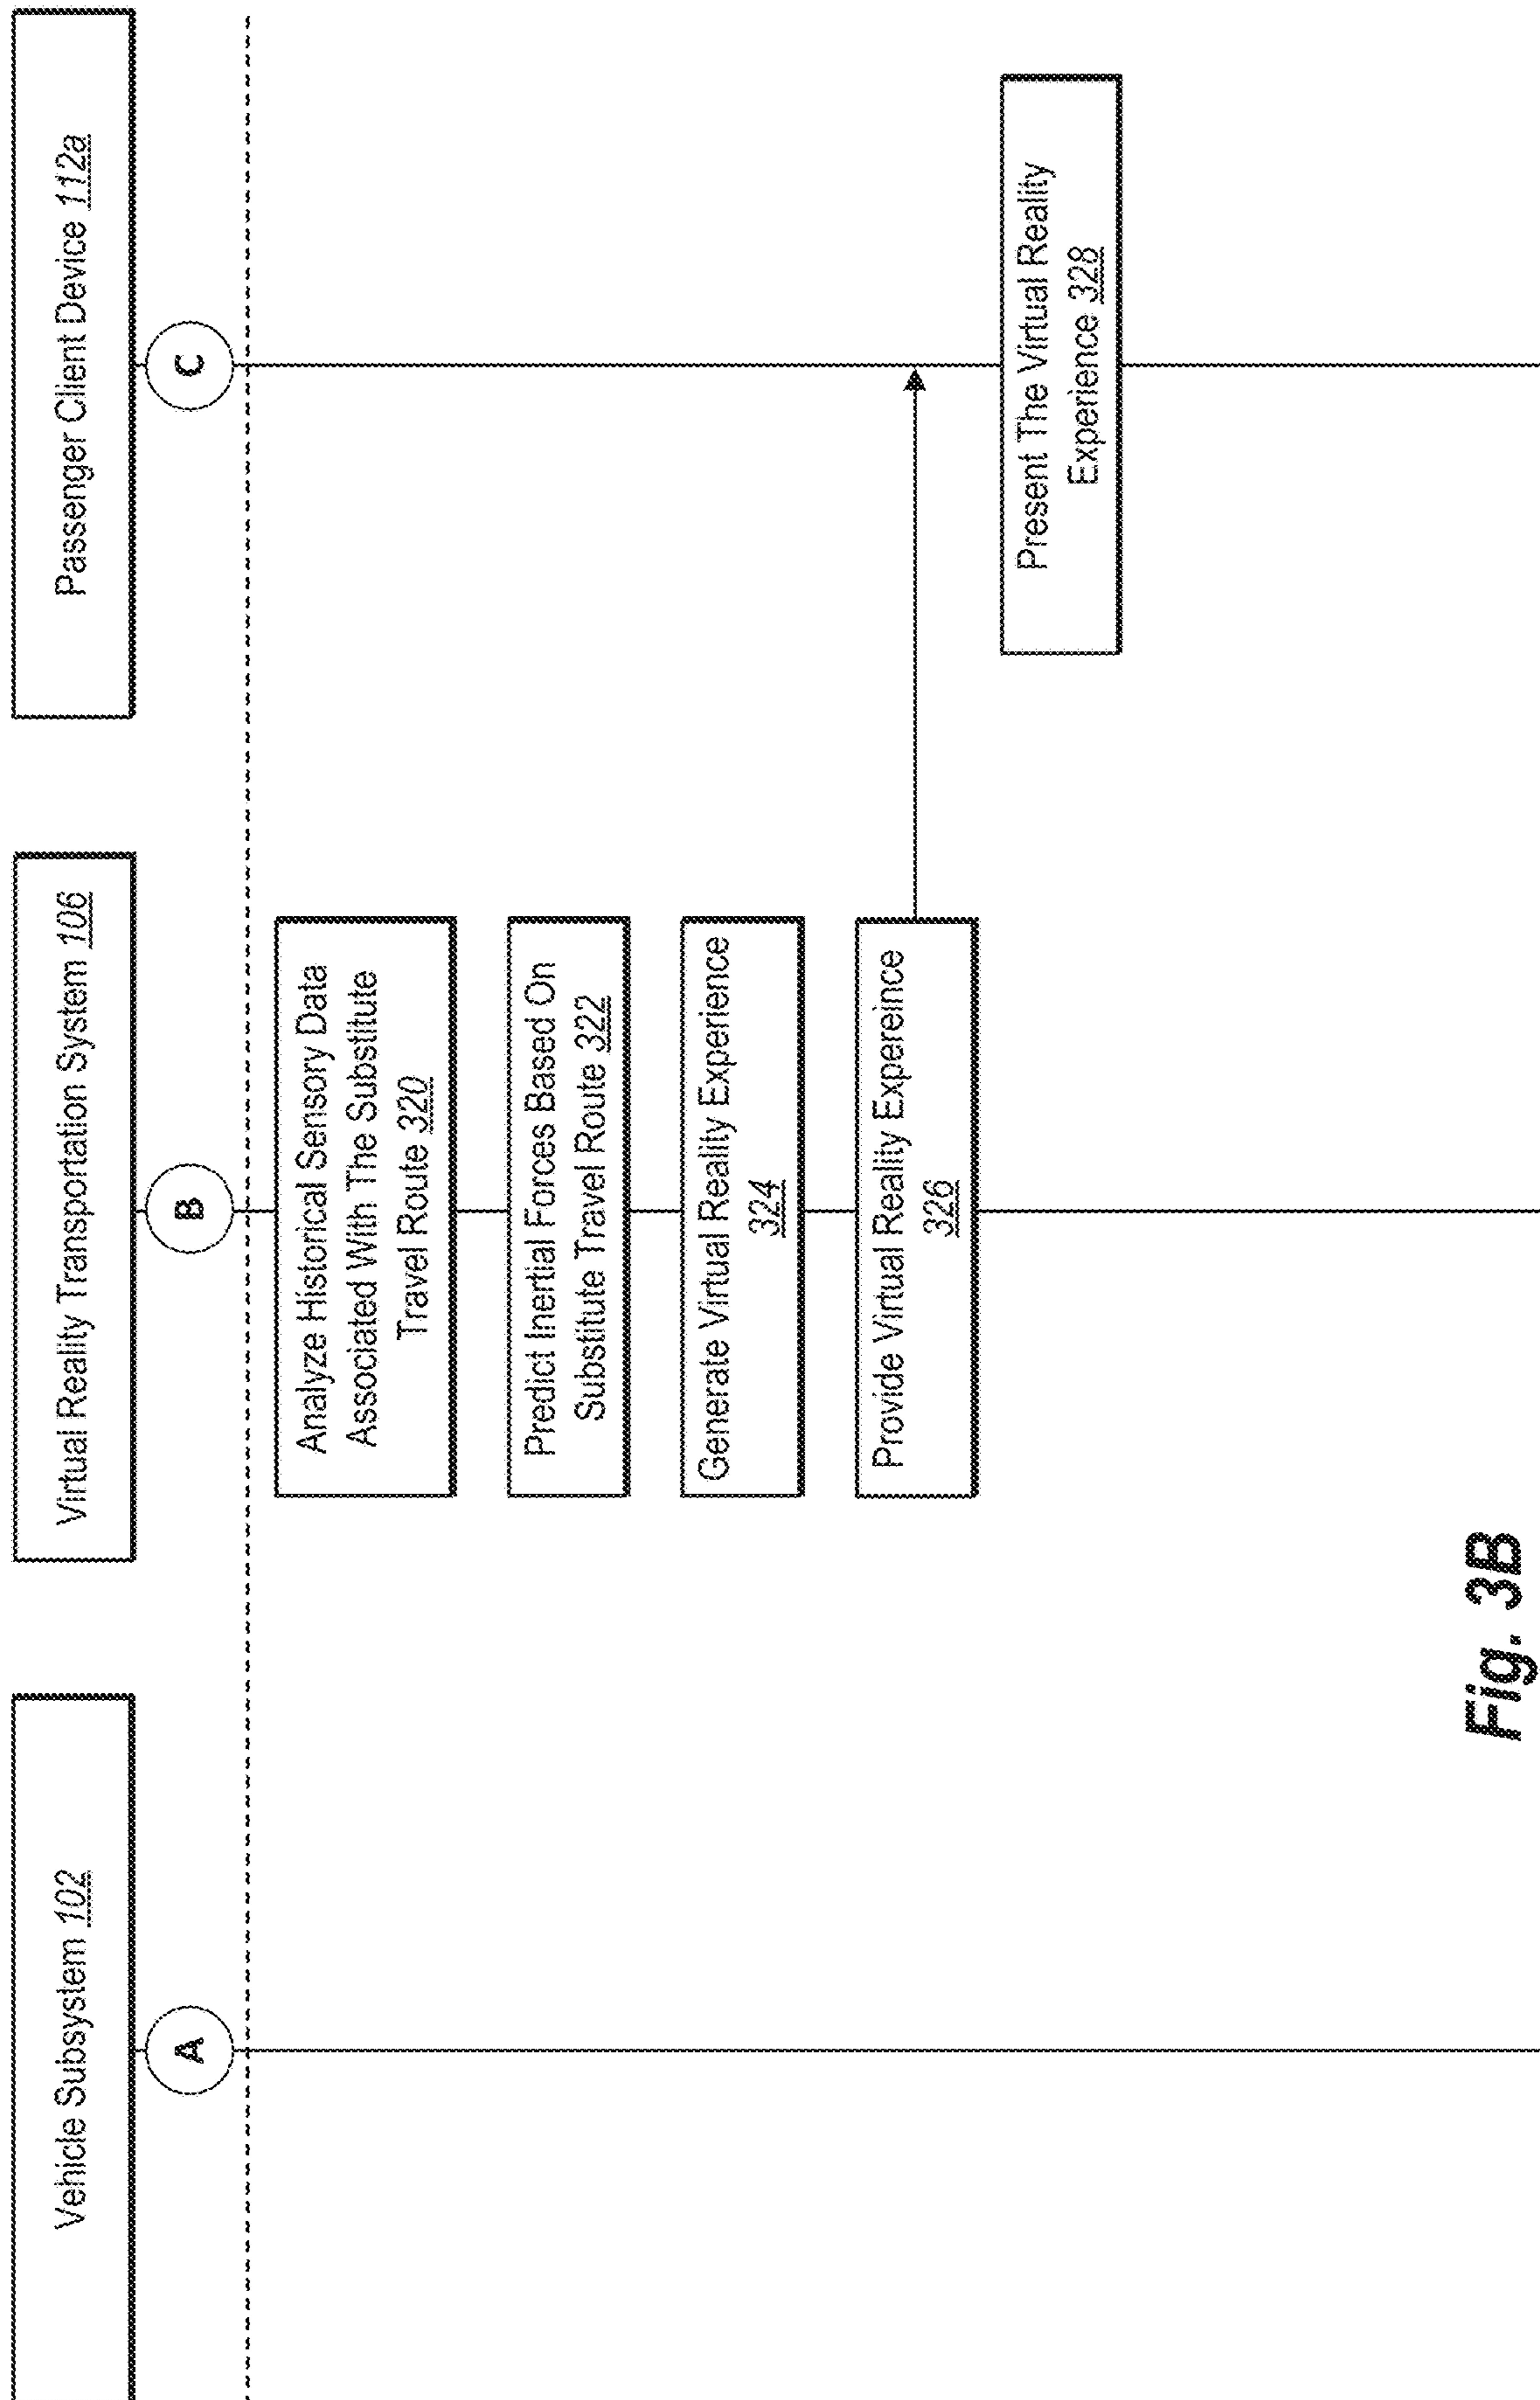 Vehicle Subsystem 102
Virtual Reality Transportation System 106
Passenger Client Device 112a
A
B
C
Analyze Historical Sensory Data
Associated With The Substitute
Travel Route 320
Predict Inertial Forces Based On
Substitute Travel Route 322
Generate Virtual Reality Experience
324
Provide Virtual Reality Expereince
326
Present The Virtual Reality
Experience 328
Fig. 3B